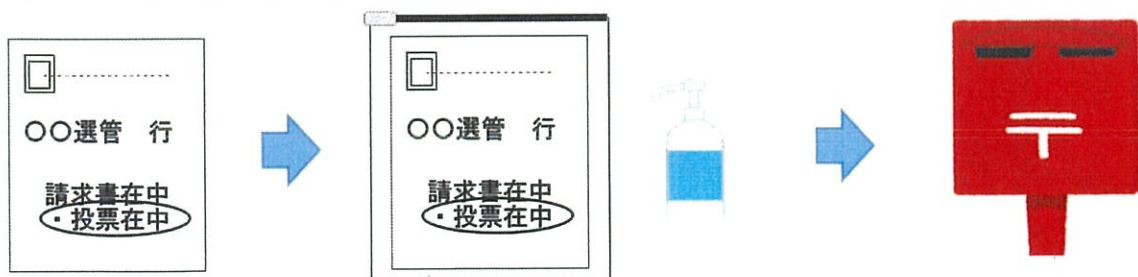 〇〇選管　行
請求書在中
・投票在中
〇〇選管　行
請求書在中
・投票在中
〒